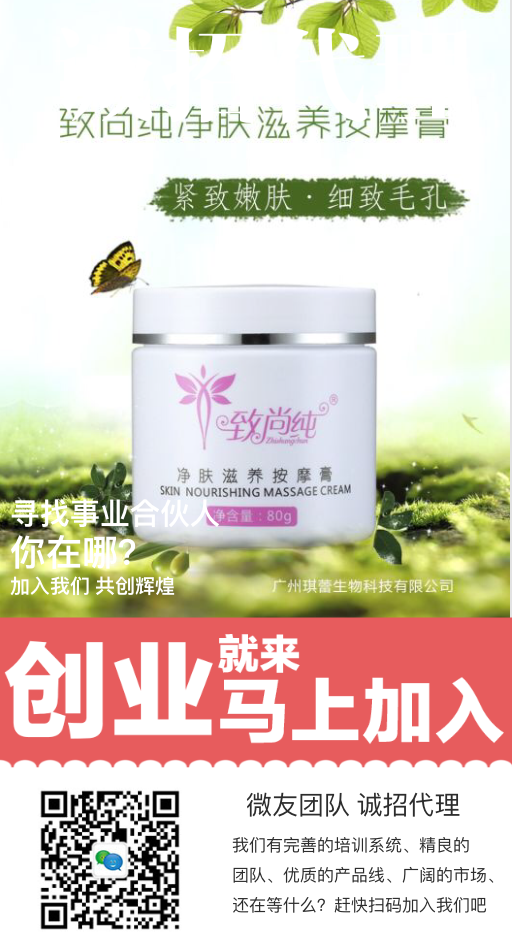 致尚纯净肤滋养按摩膏
紧致嫩肤·细致毛孔
致尚纯®
Zhishangchun
净肤滋养按摩膏
SKIN NOURISHING MASSAGE CREAM
净含量：80g
寻找事业合伙人
你在哪?
加入我们 共创辉煌
广州琪蕾生物科技有限公司
创业就来
马上加入
微友团队 诚招代理
我们有完善的培训系统、精良的
团队、优质的产品线、广阔的市场、
还在等什么？赶快扫码加入我们吧